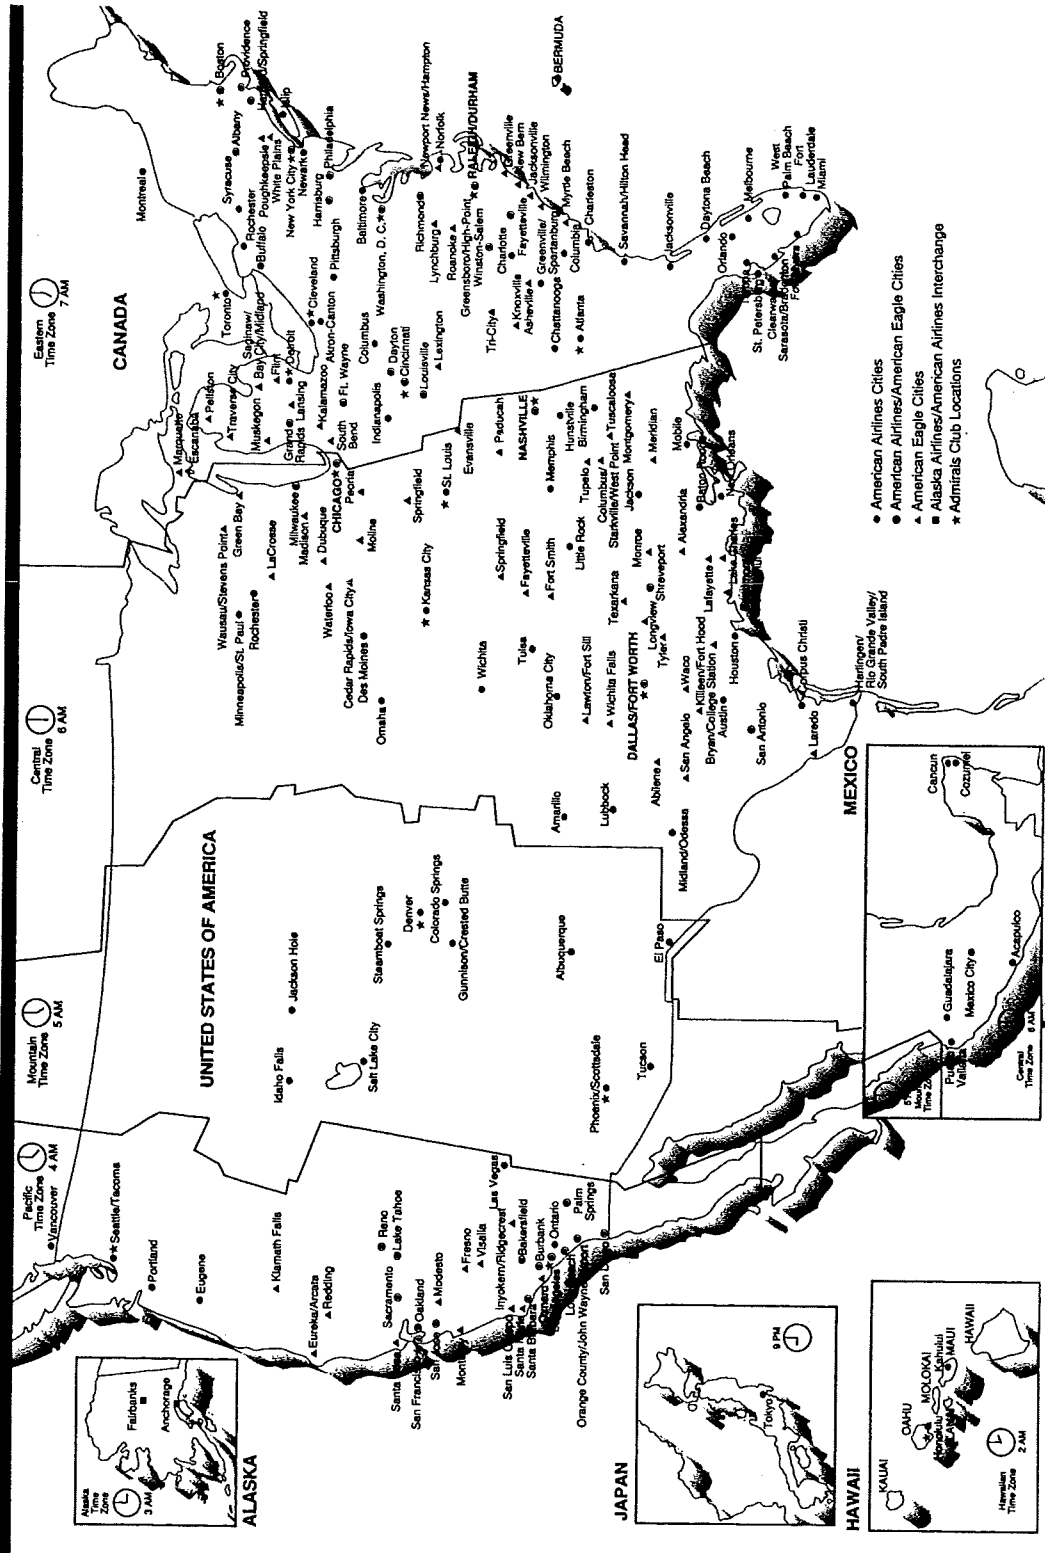 Pacific
Time Zone
4 AM
Mountain
Time Zone
5 AM
Central
Time Zone
6 AM
Eastern
Time Zone
7 AM
CANADA
UNITED STATES OF AMERICA
MEXICO
BERMUDA
Vancouver
Seattle/Tacoma
Portland
Eugene
Klamath Falls
Eureka/Arcata
Redding
Reno
Lake Tahoe
Sacramento
Oakland
Modesto
Fresno
Visalia
Inyokern/Ridgecrest
Las Vegas
Bakersfield
Burbank
Ontario
Palm
Springs
Orange County/John Wayne
Idaho Falls
Jackson Hole
Salt Lake City
Steamboat Springs
Denver
Colorado Springs
Gunnison/Crested Butte
Albuquerque
Phoenix/Scottsdale
Tucson
El Paso
Minneapolis/St. Paul
Wausau/Stevens Point
Rochester
Green Bay
LaCrosse
Milwaukee
Madison
Dubuque
Waterloo
Cedar Rapids/Iowa City
Des Moines
Omaha
CHICAGO
Peoria
Moline
Springfield
St. Louis
Kansas City
Wichita
Springfield
Tulsa
Fayetteville
Oklahoma City
Fort Smith
Lawton/Fort Sill
Wichita Falls
Little Rock
Texarkana
Amarillo
Lubbock
DALLAS/FORT WORTH
Abilene
Midland/Odessa
San Angelo
Waco
Killeen/Fort Hood
Bryan/College Station
Austin
Tyler
Longview
Shreveport
Monroe
Alexandria
Lafayette
Lake Charles
Houston
San Antonio
Corpus Christi
Laredo
Harlingen/
Rio Grande Valley/
South Padre Island
Marquette
Escanaba
Pellston
Traverse City
Saginaw/
Bay City/Midland
Muskegon
Flint
Grand
Rapids
Lansing
Detroit
Kalamazoo
South
Bend
Ft. Wayne
Akron-Canton
Cleveland
Toronto
Buffalo
Rochester
Syracuse
Albany
Montreal
Boston
Providence
Poughkeepsie
White Plains
Islip
New York City
Newark
Harrisburg
Philadelphia
Pittsburgh
Baltimore
Washington, D. C.
Columbus
Dayton
Cincinnati
Indianapolis
Louisville
Lexington
Evansville
Paducah
NASHVILLE
Memphis
Huntsville
Birmingham
Tupelo
Tuscaloosa
Columbus/
Starkville/West Point
Jackson
Montgomery
Meridian
Mobile
Baton Rouge
New Orleans
Richmond
Newport News/Hampton
Norfolk
Lynchburg
Roanoke
RALEIGH/DURHAM
Greensboro/High-Point
Winston-Salem
Tri-City
Charlotte
Greenville
New Bern
Fayetteville
Jacksonville
Wilmington
Knoxville
Asheville
Greenville/
Spartanburg
Myrtle Beach
Chattanooga
Columbia
Charleston
Atlanta
Savannah/Hilton Head
Jacksonville
Daytona Beach
Orlando
Melbourne
St. Petersburg
Sarasota/Bradenton
West
Palm Beach
Fort
Lauderdale
Miami
American Airlines Cities
American Airlines/American Eagle Cities
American Eagle Cities
Alaska Airlines/American Airlines Interchange
Admirals Club Locations
Alaska
Time
Zone
3 AM
Fairbanks
Anchorage
ALASKA
JAPAN
Tokyo
9 PM
HAWAII
KAUAI
OAHU
Honolulu
MOLOKAI
Kahului
MAUI
HAWAII
Hawaiian
Time Zone
2 AM
Cancun
Cozumel
Guadalajara
Mexico City
Acapulco
Puerto
Vallarta
Central
Time Zone
6 AM